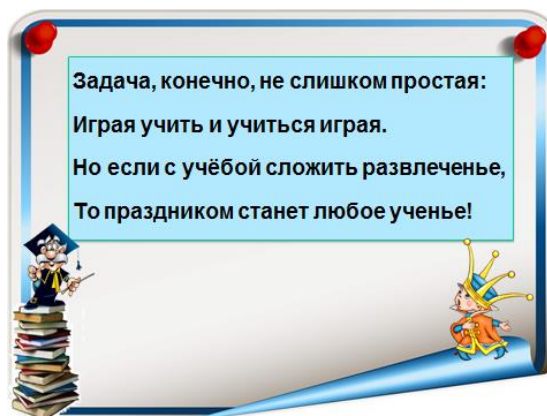 Задача, конечно, не слишком простая:
Играя учить и учиться играя.
Но если с учёбой сложить развлеченье,
То праздником станет любое ученье!